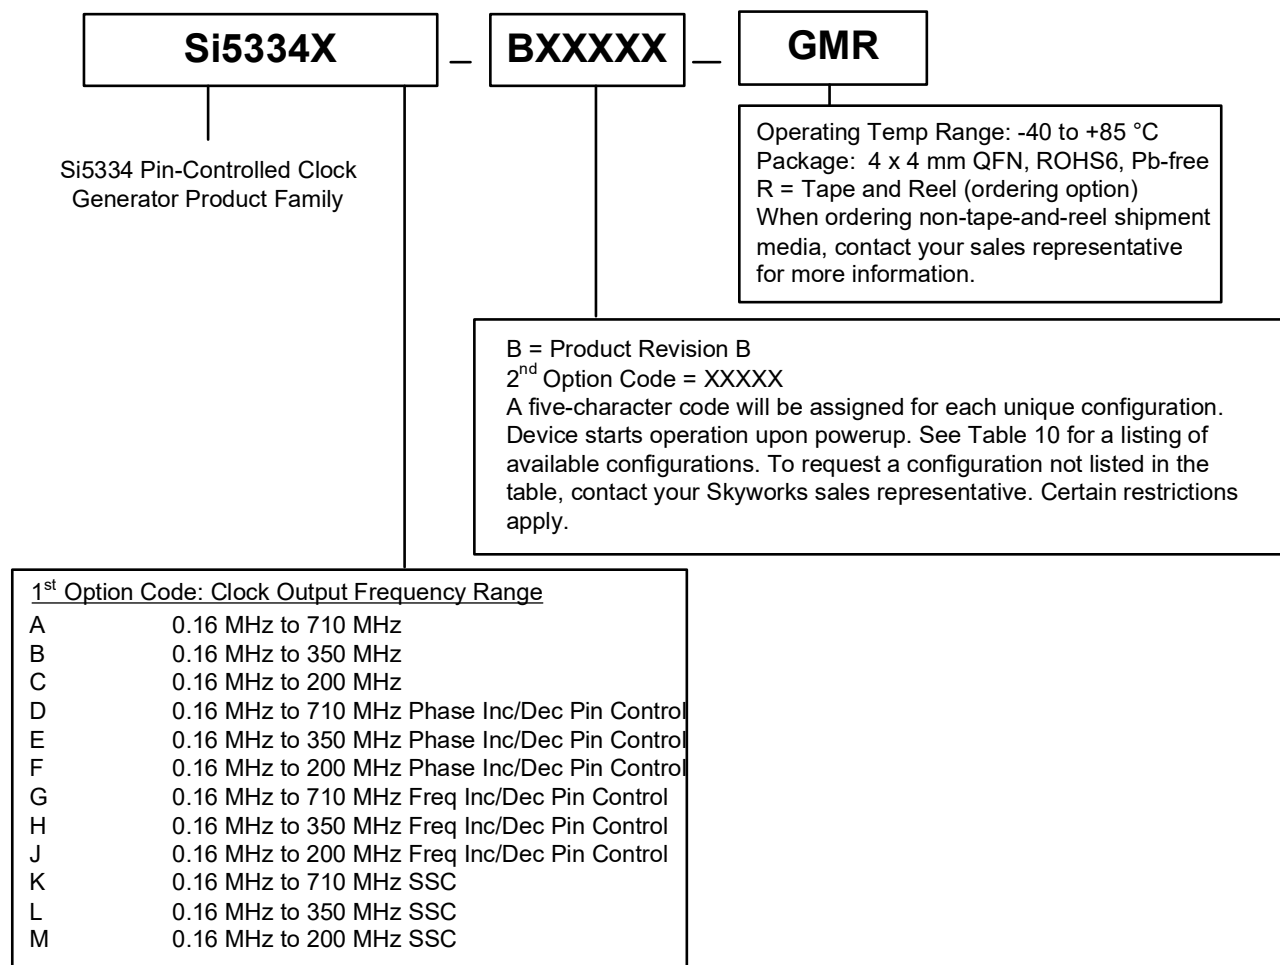 Si5334X – BXXXXX – GMR
Si5334 Pin-Controlled Clock
Generator Product Family
Operating Temp Range: -40 to +85 °C
Package: 4 x 4 mm QFN, ROHS6, Pb-free
R = Tape and Reel (ordering option)
When ordering non-tape-and-reel shipment
media, contact your sales representative
for more information.
B = Product Revision B
2nd Option Code = XXXXX
A five-character code will be assigned for each unique configuration.
Device starts operation upon powerup. See Table 10 for a listing of
available configurations. To request a configuration not listed in the
table, contact your Skyworks sales representative. Certain restrictions
apply.
1st Option Code: Clock Output Frequency Range
A 0.16 MHz to 710 MHz
B 0.16 MHz to 350 MHz
C 0.16 MHz to 200 MHz
D 0.16 MHz to 710 MHz Phase Inc/Dec Pin Control
E 0.16 MHz to 350 MHz Phase Inc/Dec Pin Control
F 0.16 MHz to 200 MHz Phase Inc/Dec Pin Control
G 0.16 MHz to 710 MHz Freq Inc/Dec Pin Control
H 0.16 MHz to 350 MHz Freq Inc/Dec Pin Control
J 0.16 MHz to 200 MHz Freq Inc/Dec Pin Control
K 0.16 MHz to 710 MHz SSC
L 0.16 MHz to 350 MHz SSC
M 0.16 MHz to 200 MHz SSC